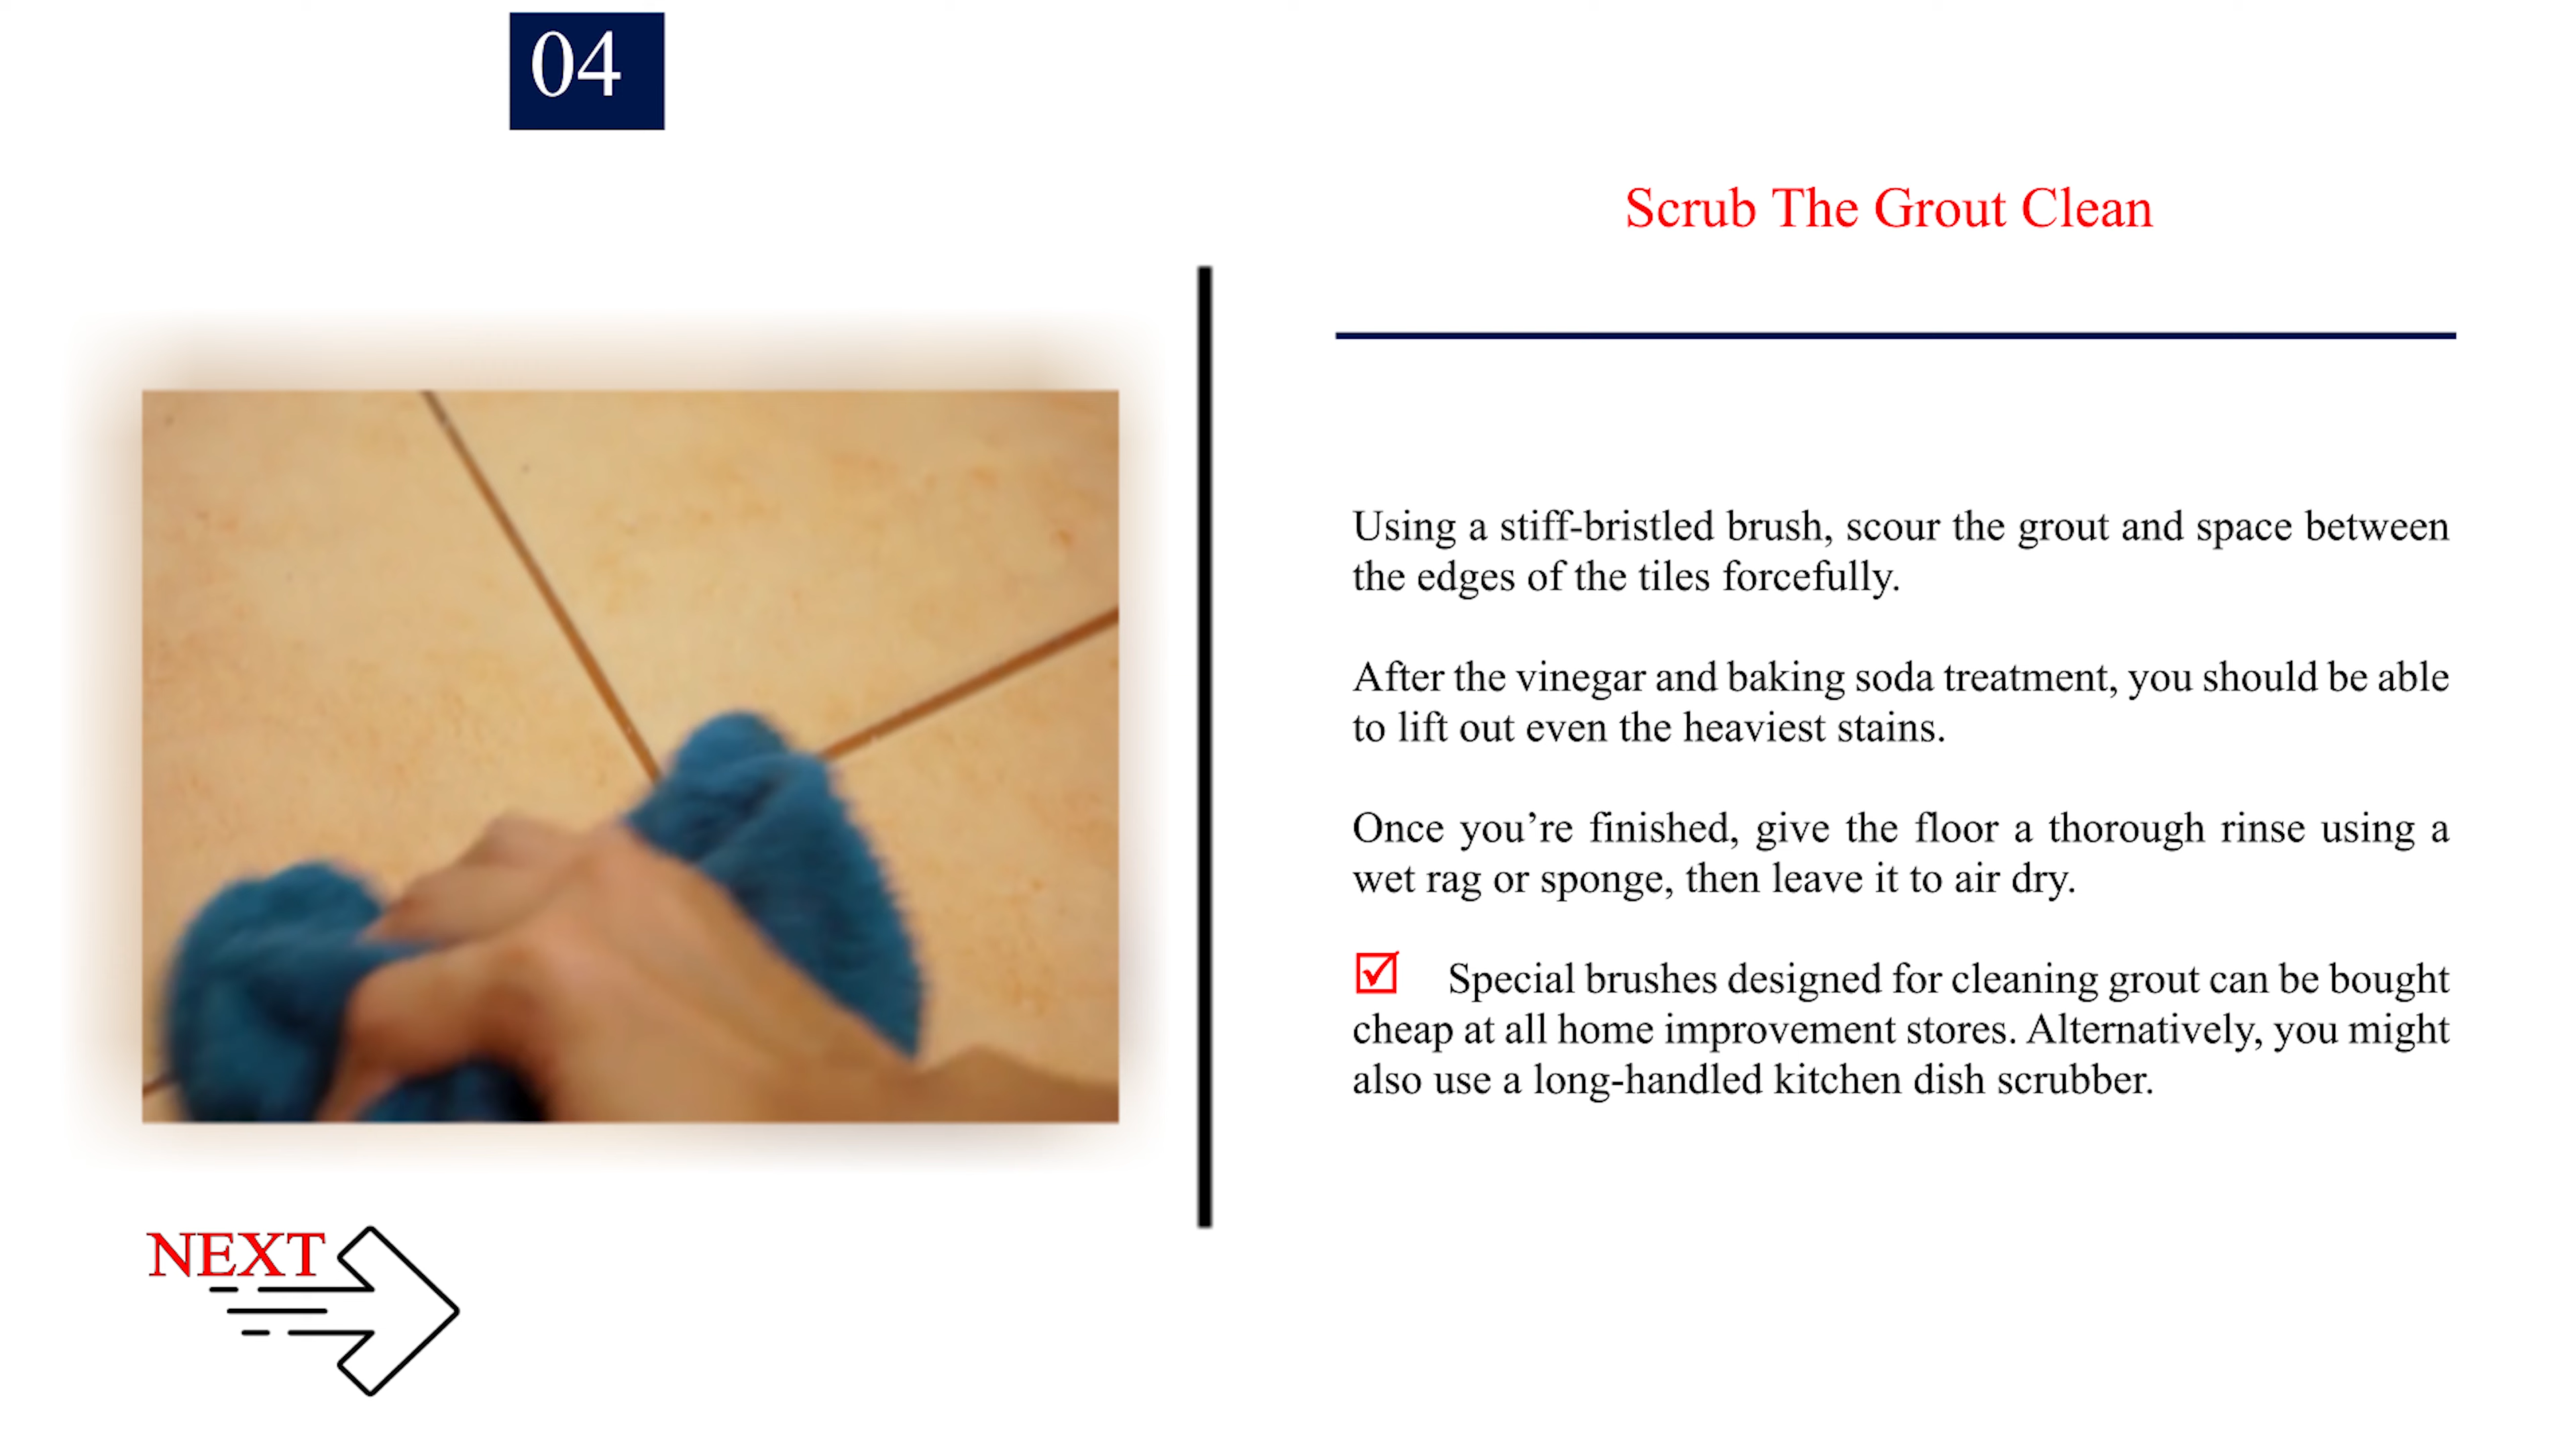 04
Scrub The Grout Clean
Using a stiff-bristled brush, scour the grout and space between
the edges of the tiles forcefully.
After the vinegar and baking soda treatment, you should be able
to lift out even the heaviest stains.
Once you’re finished, give the floor a thorough rinse using a
wet rag or sponge, then leave it to air dry.
☑ Special brushes designed for cleaning grout can be bought
cheap at all home improvement stores. Alternatively, you might
also use a long-handled kitchen dish scrubber.
NEXT